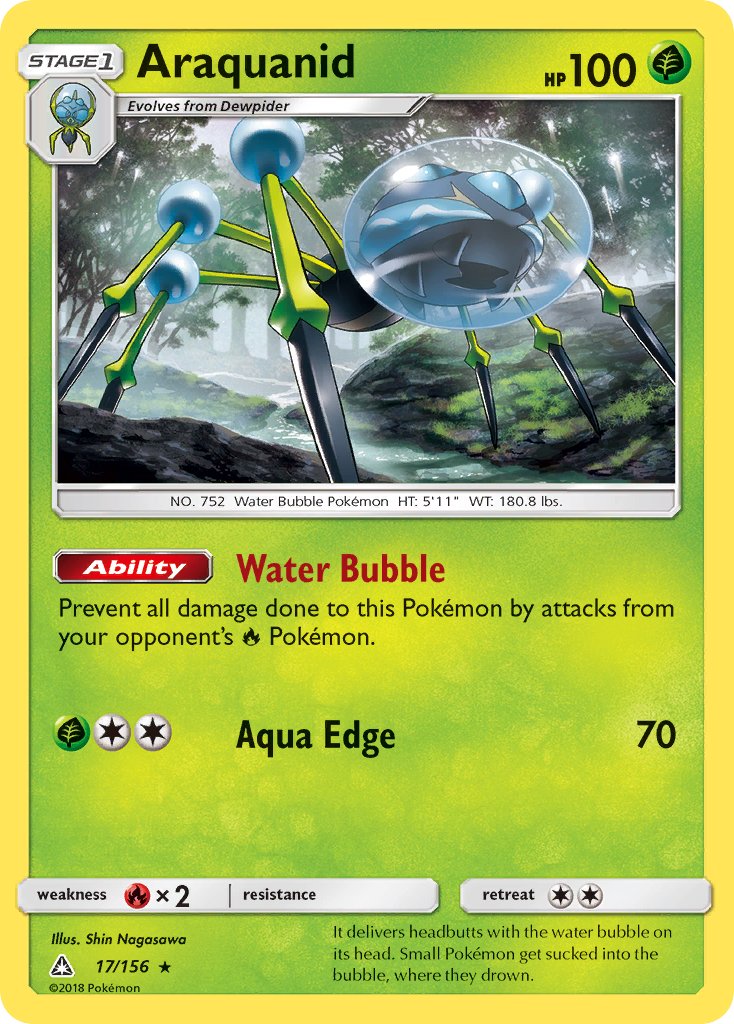 STAGE1
Araquanid
HP100
Evolves from Dewpider
NO. 752 Water Bubble Pokémon HT: 5'11" WT: 180.8 lbs.
Ability Water Bubble
Prevent all damage done to this Pokémon by attacks from
your opponent's Pokémon.
Aqua Edge 70
weakness ×2 resistance retreat
Illus. Shin Nagasawa
17/156 ★
©2018 Pokémon
It delivers headbutts with the water bubble on
its head. Small Pokémon get sucked into the
bubble, where they drown.